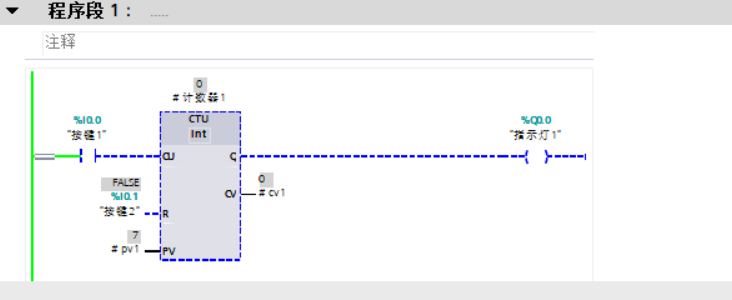 程序段 1： .....
注释
0
# 计数器1
%I0.0
"按键1"
CTU
Int
%Q0.0
"指示灯1"
CU
Q
FALSE
%I0.1
"按键2"
R
CV
0
# cv1
7
# pv1
PV